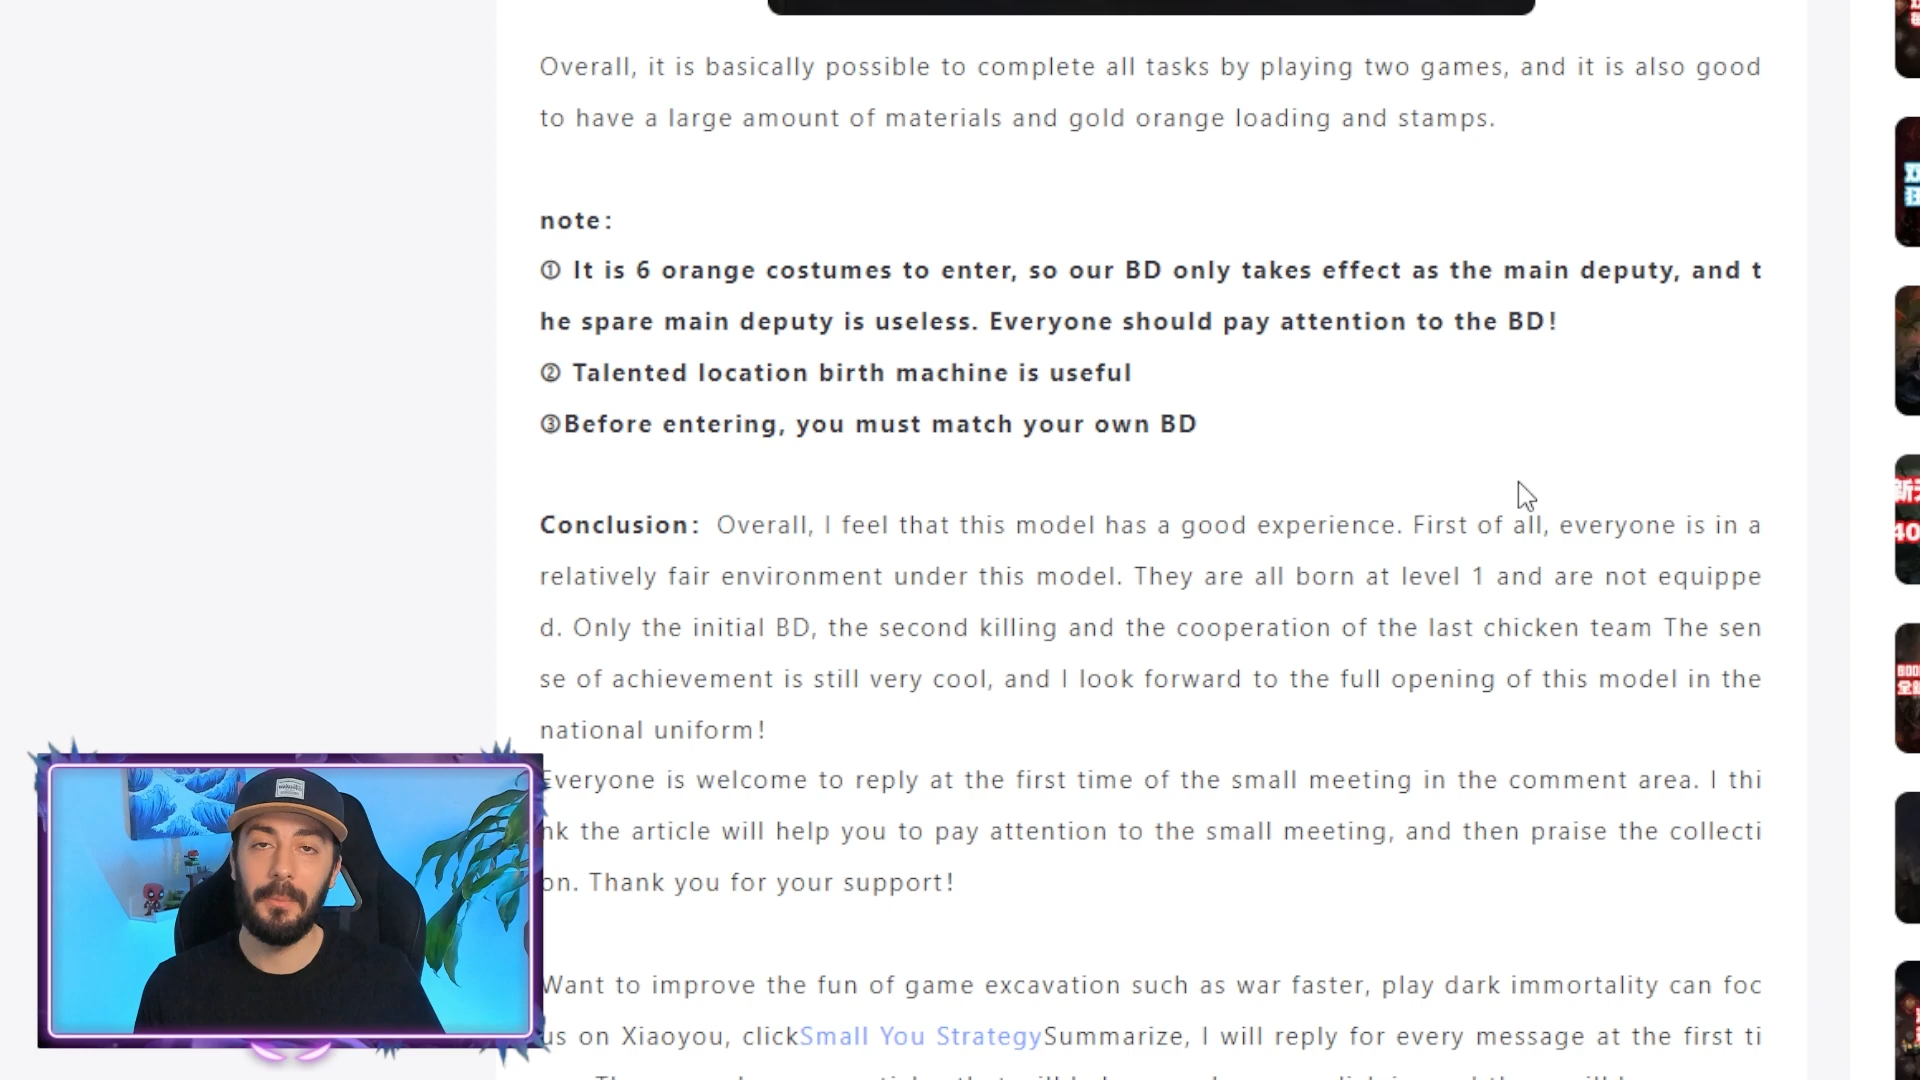 Overall, it is basically possible to complete all tasks by playing two games, and it is also good
to have a large amount of materials and gold orange loading and stamps.
note:
① It is 6 orange costumes to enter, so our BD only takes effect as the main deputy, and t
he spare main deputy is useless. Everyone should pay attention to the BD!
② Talented location birth machine is useful
③Before entering, you must match your own BD
Conclusion: Overall, I feel that this model has a good experience. First of all, everyone is in a
relatively fair environment under this model. They are all born at level 1 and are not equippe
d. Only the initial BD, the second killing and the cooperation of the last chicken team The sen
se of achievement is still very cool, and I look forward to the full opening of this model in the
national uniform!
Everyone is welcome to reply at the first time of the small meeting in the comment area. I thi
nk the article will help you to pay attention to the small meeting, and then praise the collecti
on. Thank you for your support!
Want to improve the fun of game excavation such as war faster, play dark immortality can foc
us on Xiaoyou, clickSmall You StrategySummarize, I will reply for every message at the first ti